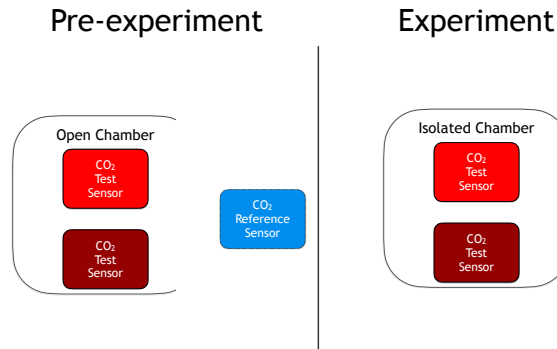 Pre-experiment
Experiment
Open Chamber
CO₂
Test
Sensor
CO₂
Test
Sensor
CO₂
Reference
Sensor
Isolated Chamber
CO₂
Test
Sensor
CO₂
Test
Sensor